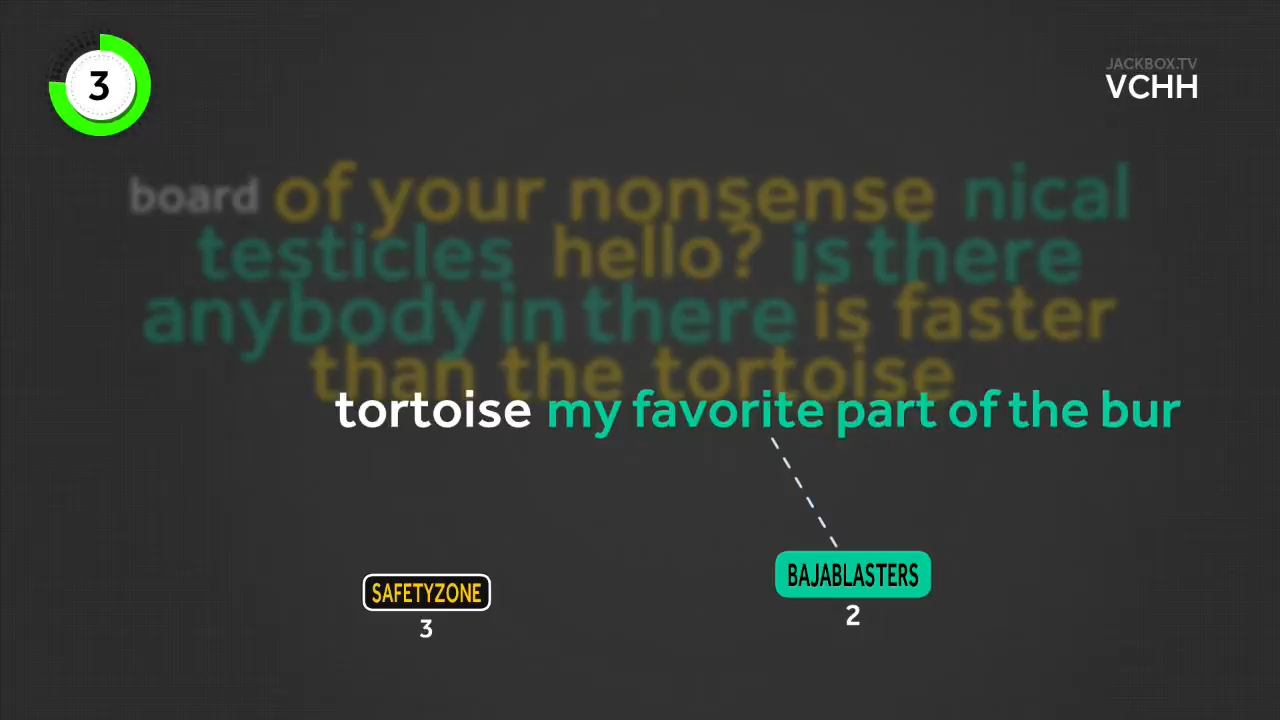 3
JACKBOX.TV
VCHH
board of your nonsense nical
testicles hello? is there
anybody in there is faster
than the tortoise
tortoise my favorite part of the bur
SAFETYZONE
3
BAJABLASTERS
2